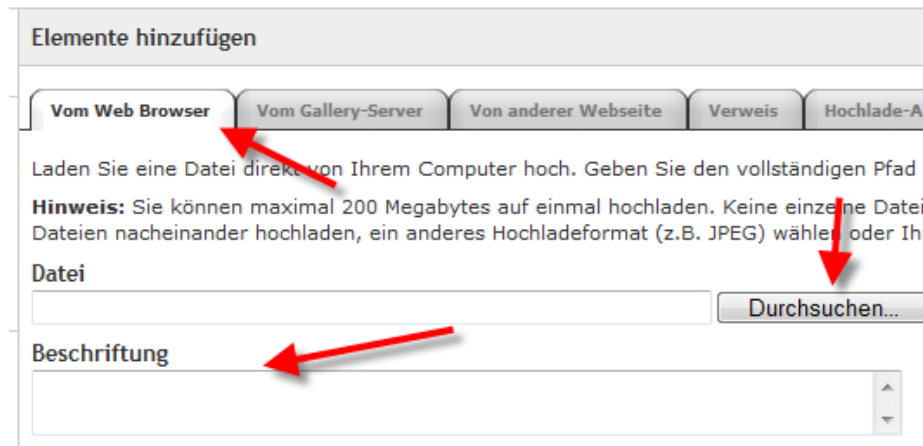 Elemente hinzufügen
Vom Web Browser Vom Gallery-Server Von anderer Webseite Verweis Hochlade-A
Laden Sie eine Datei direkt von Ihrem Computer hoch. Geben Sie den vollständigen Pfad
Hinweis: Sie können maximal 200 Megabytes auf einmal hochladen. Keine einzelne Datei
Dateien nacheinander hochladen, ein anderes Hochladeformat (z.B. JPEG) wählen oder Ih
Datei
Durchsuchen...
Beschriftung